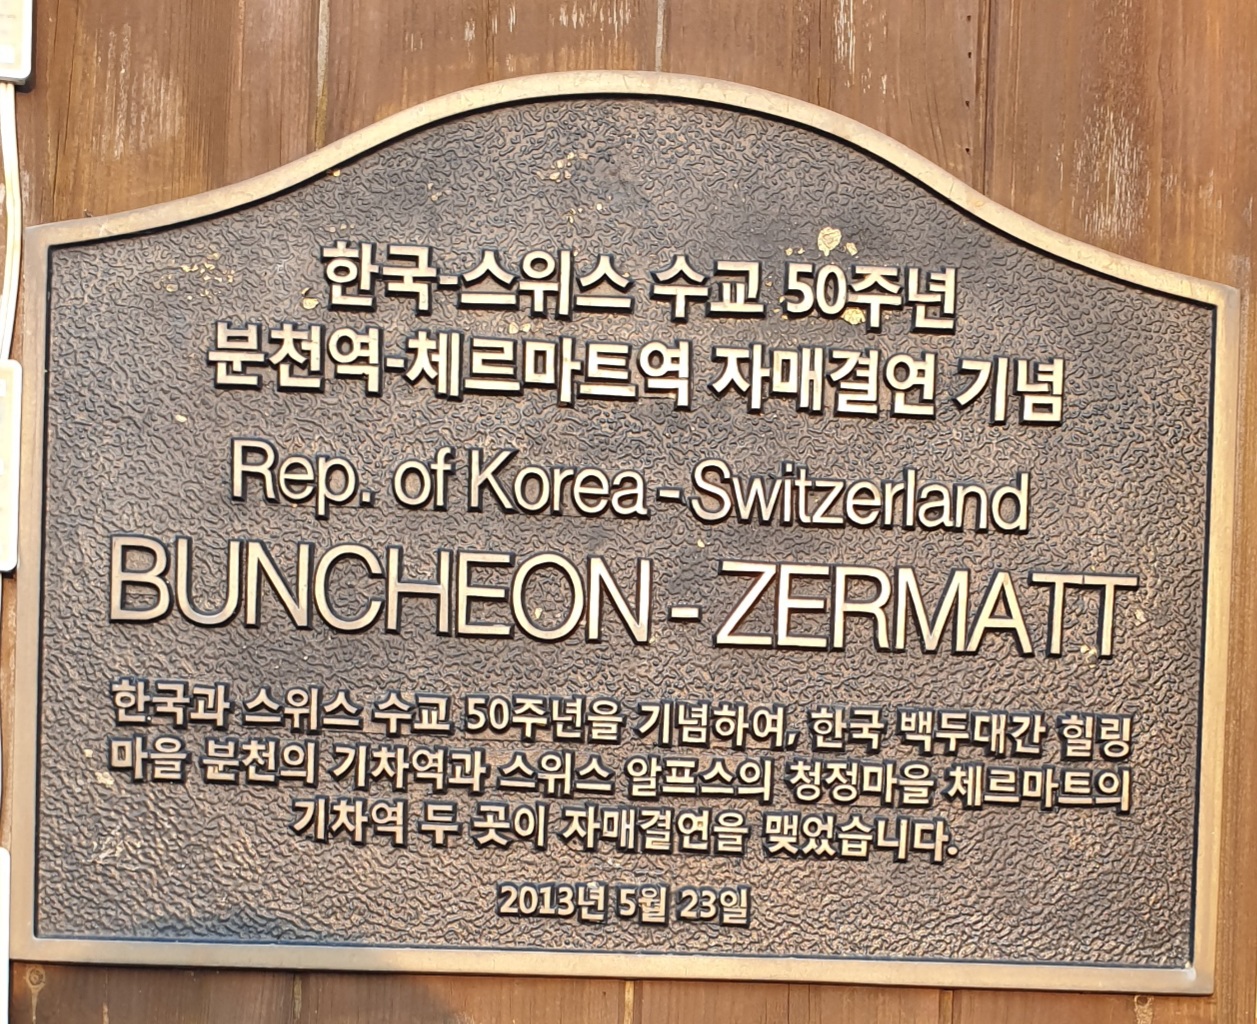 한국-스위스 수교 50주년
분천역-체르마트역 자매결연 기념
Rep. of Korea-Switzerland
BUNCHEON - ZERMATT
한국과 스위스 수교 50주년을 기념하여, 한국 백두대간 힐링
마을 분천의 기차역과 스위스 알프스의 청정마을 체르마트의
기차역 두 곳이 자매결연을 맺었습니다.
2013년 5월 23일